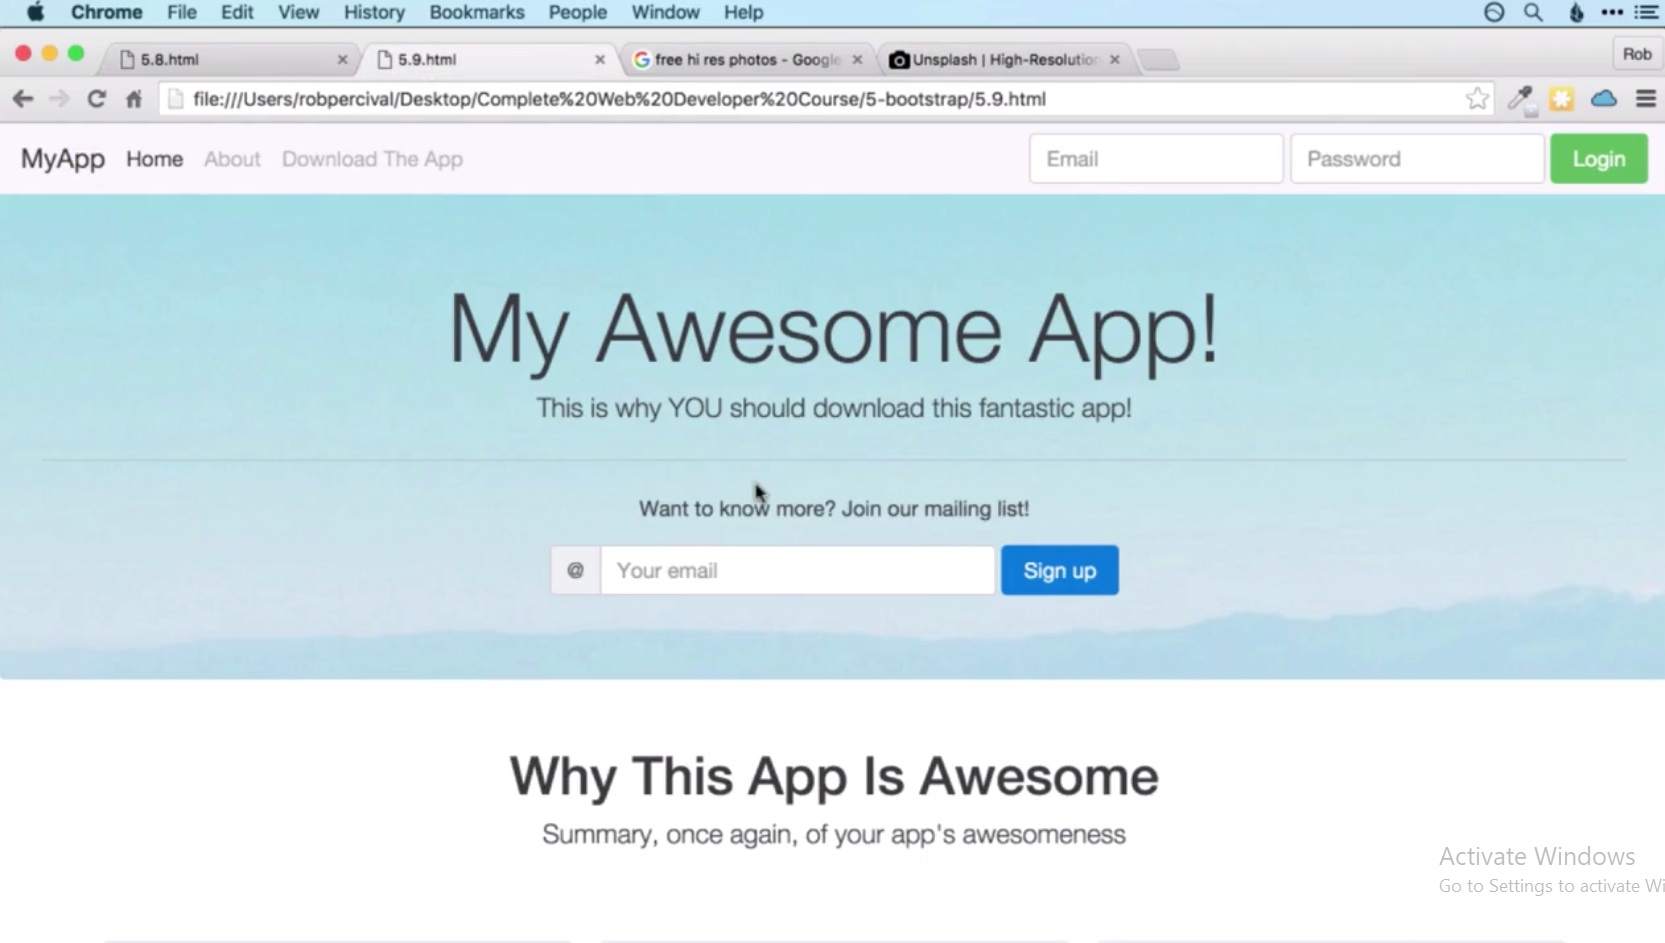 Chrome File Edit View History Bookmarks People Window Help
5.8.html 5.9.html free hi res photos - Google Unsplash | High-Resolution Rob
file:///Users/robpercival/Desktop/Complete%20Web%20Developer%20Course/5-bootstrap/5.9.html
MyApp Home About Download The App Email Password Login
My Awesome App!
This is why YOU should download this fantastic app!
Want to know more? Join our mailing list!
@ Your email Sign up
Why This App Is Awesome
Summary, once again, of your app's awesomeness
Activate Windows
Go to Settings to activate Wi